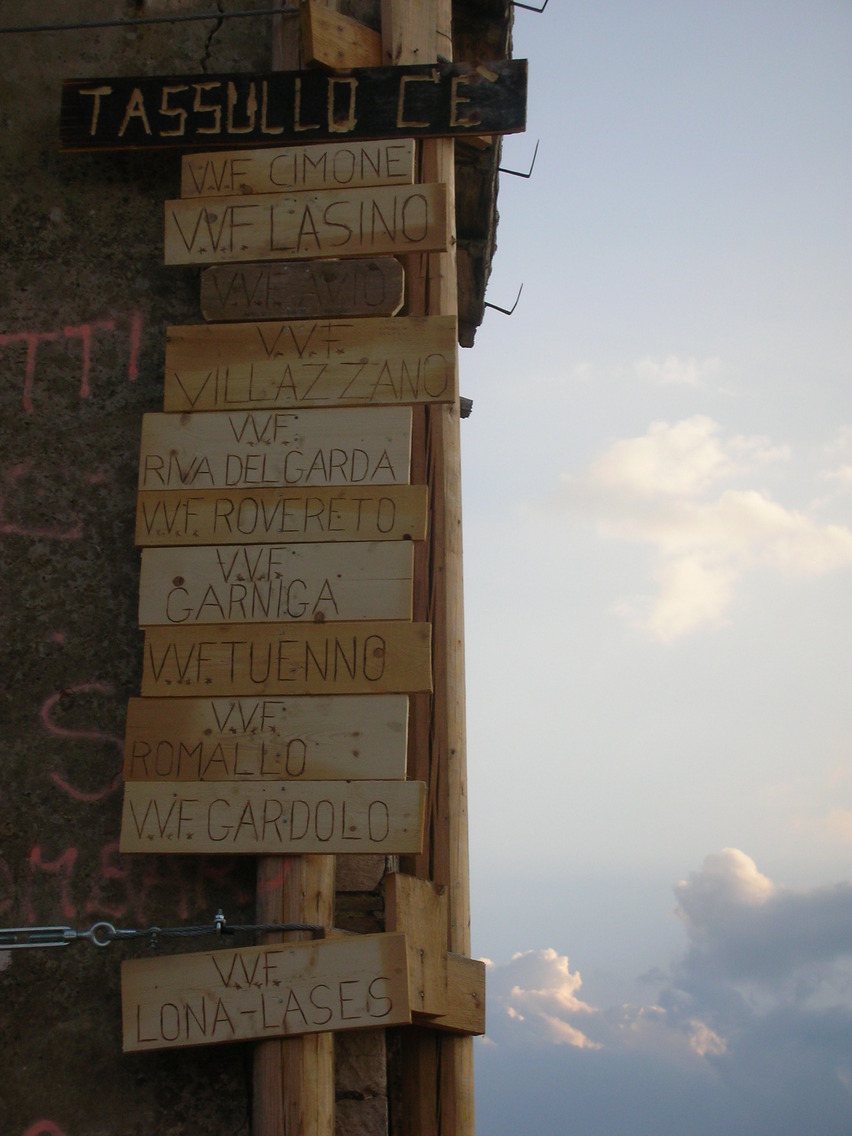 TASSULLO C'È
V.V.F. CIMONE
V.V.F. LASINO
V.V.F. AVIO
V.V.F.
VILLAZZANO
V.V.F.
RIVA DEL GARDA
V.V.F. ROVERETO
V.V.F.
GARNIGA
V.V.F. TUENNO
V.V.F.
ROMALLO
V.V.F. GARDOLO
V.V.F.
LONA-LASES